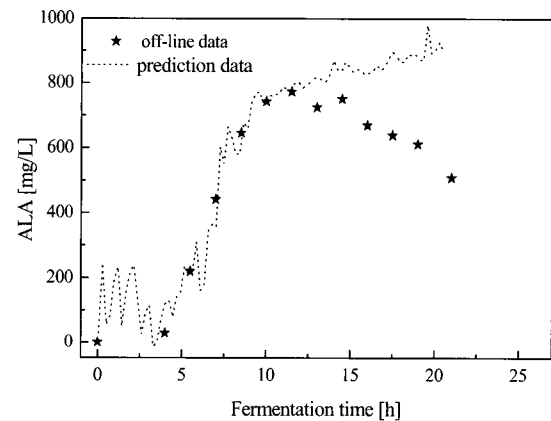 1000
800
600
400
200
0
ALA [mg/L]
off-line data
prediction data
0 5 10 15 20 25
Fermentation time [h]